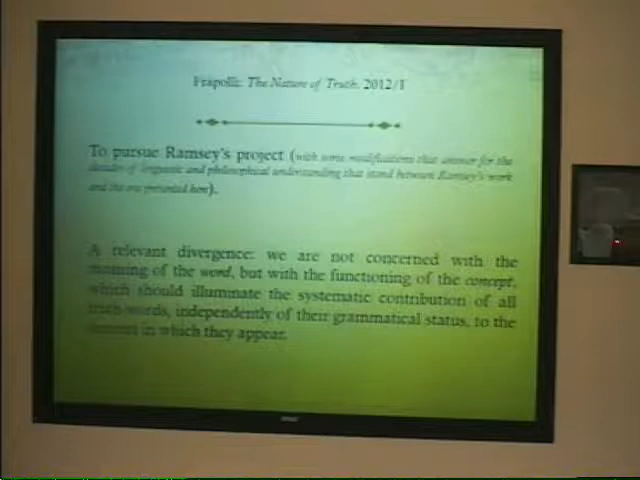 Frápolli: The Nature of Truth. 2012/1
To pursue Ramsey's project (with some modifications that answer for the
decades of linguistic and philosophical understanding that stand between Ramsey's work
and the one presented here).
A relevant divergence: we are not concerned with the
meaning of the word, but with the functioning of the concept,
which should illuminate the systematic contribution of all
truth words, independently of their grammatical status, to the
content in which they appear.